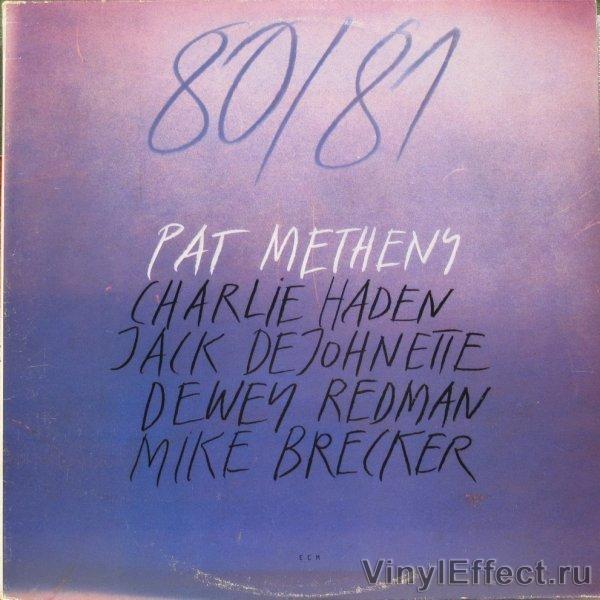 80/81
PAT METHENY
CHARLIE HADEN
JACK DEJOHNETTE
DEWEY REDMAN
MIKE BRECKER
ECM
VinylEffect.ru